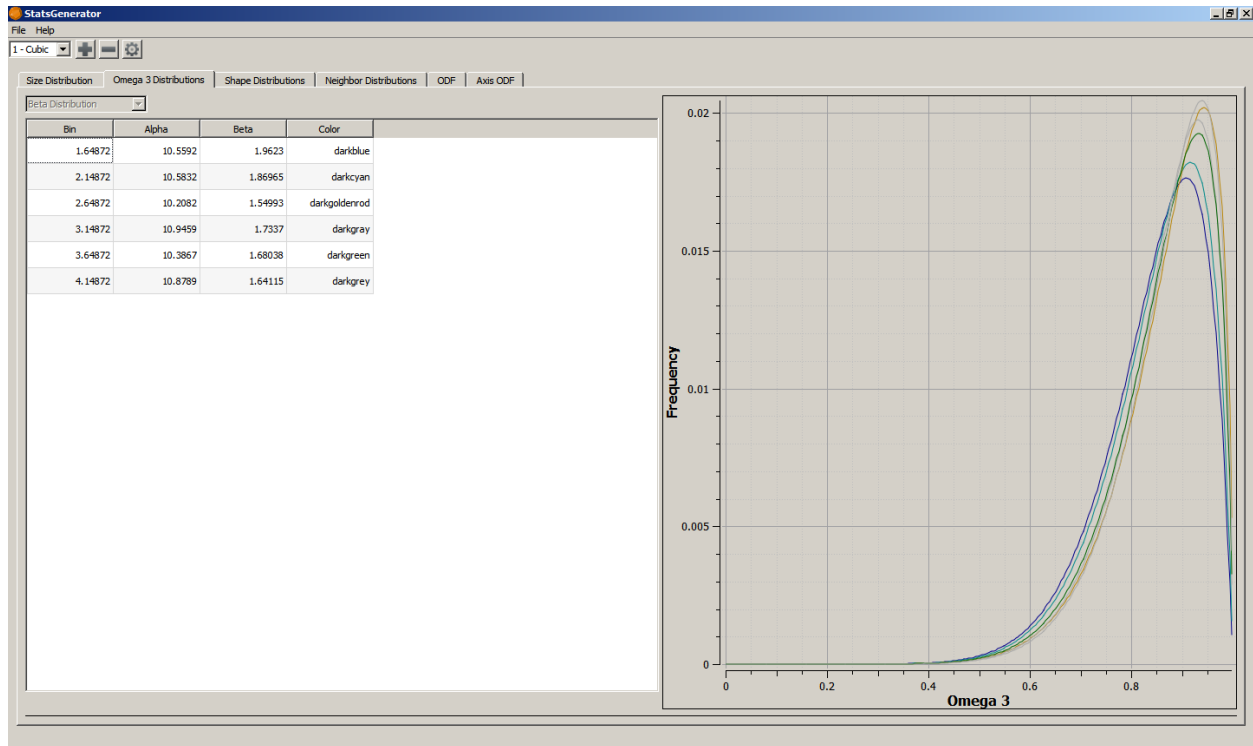 StatsGenerator
File Help
1 - Cubic
Size Distribution Omega 3 Distributions Shape Distributions Neighbor Distributions ODF Axis ODF
Beta Distribution
Bin Alpha Beta Color
1.64872 10.5592 1.9623 darkblue
2.14872 10.5832 1.86965 darkcyan
2.64872 10.2082 1.54993 darkgoldenrod
3.14872 10.9459 1.7337 darkgray
3.64872 10.3867 1.68038 darkgreen
4.14872 10.8789 1.64115 darkgrey
0.02
0.015
0.01
0.005
0
Frequency
0 0.2 0.4 0.6 0.8
Omega 3